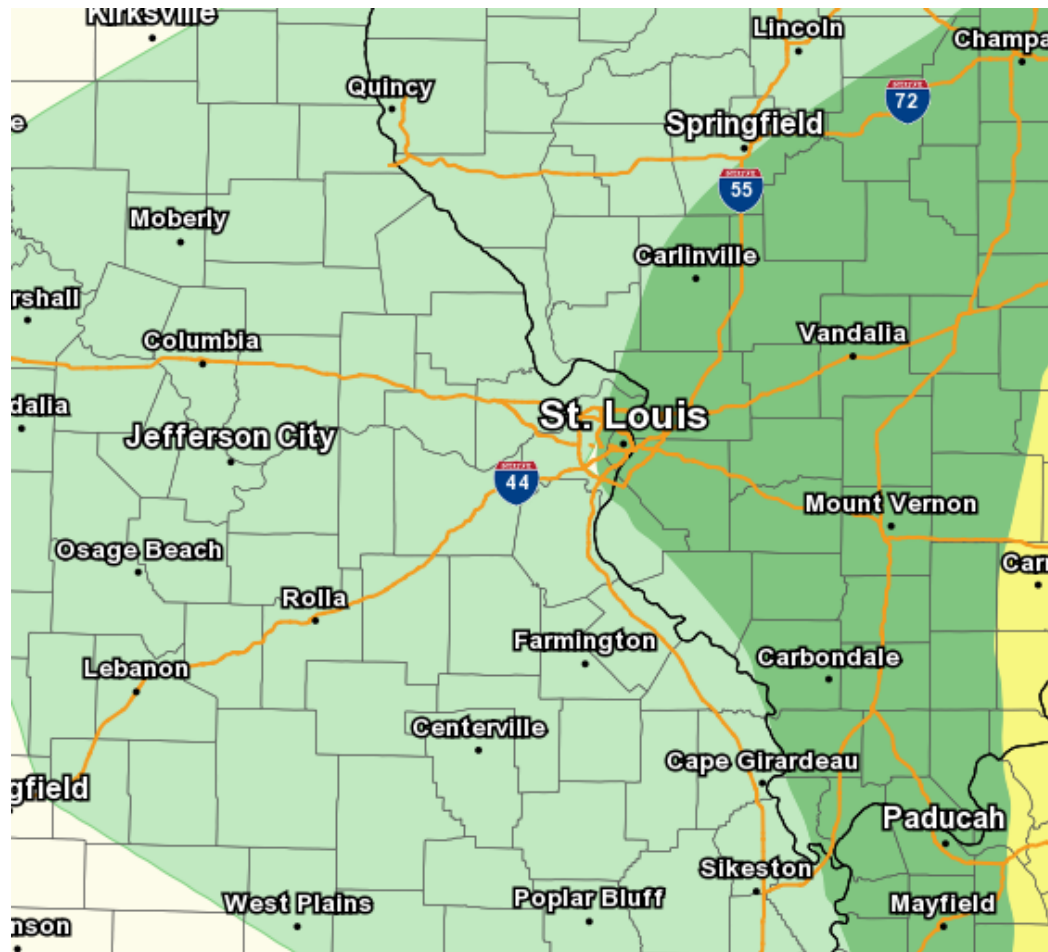 Kirksville
Lincoln
Champa
Quincy
72
Springfield
e
55
Moberly
Carlinville
rshall
Columbia
Vandalia
dalia
St. Louis
Jefferson City
44
Mount Vernon
Osage Beach
Carm
Rolla
Farmington
Lebanon
Carbondale
Centerville
Cape Girardeau
gfield
Paducah
Sikeston
West Plains
Poplar Bluff
Mayfield
nson